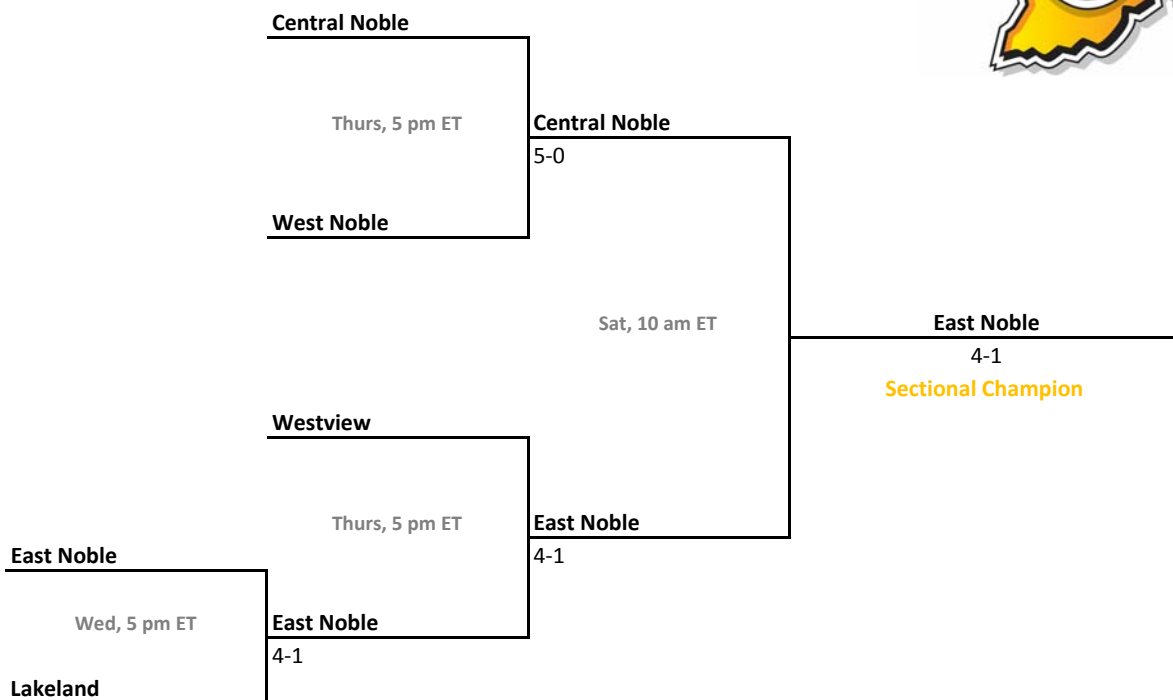 Central Noble
Thurs, 5 pm ET
Central Noble
5-0
West Noble
Sat, 10 am ET
East Noble
4-1
Sectional Champion
Westview
Thurs, 5 pm ET
East Noble
4-1
East Noble
Wed, 5 pm ET
East Noble
4-1
Lakeland